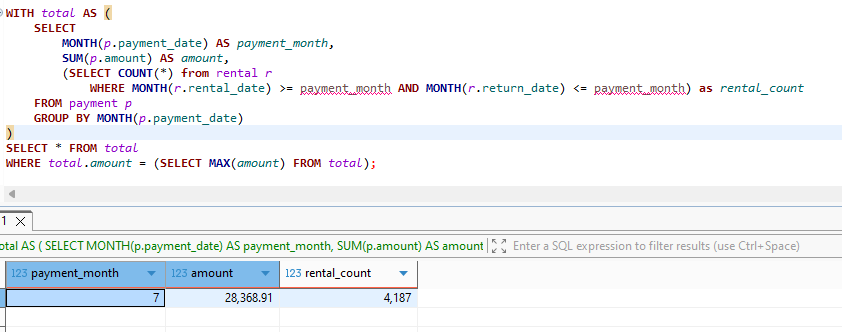 WITH total AS (
SELECT
MONTH(p.payment_date) AS payment_month,
SUM(p.amount) AS amount,
(SELECT COUNT(*) from rental r
WHERE MONTH(r.rental_date) >= payment_month AND MONTH(r.return_date) <= payment_month) as rental_count
FROM payment p
GROUP BY MONTH(p.payment_date)
)
SELECT * FROM total
WHERE total.amount = (SELECT MAX(amount) FROM total);
1
otal AS ( SELECT MONTH(p.payment_date) AS payment_month, SUM(p.amount) AS amount Enter a SQL expression to filter results (use Ctrl+Space)
123 payment_month 123 amount 123 rental_count
7 28,368.91 4,187